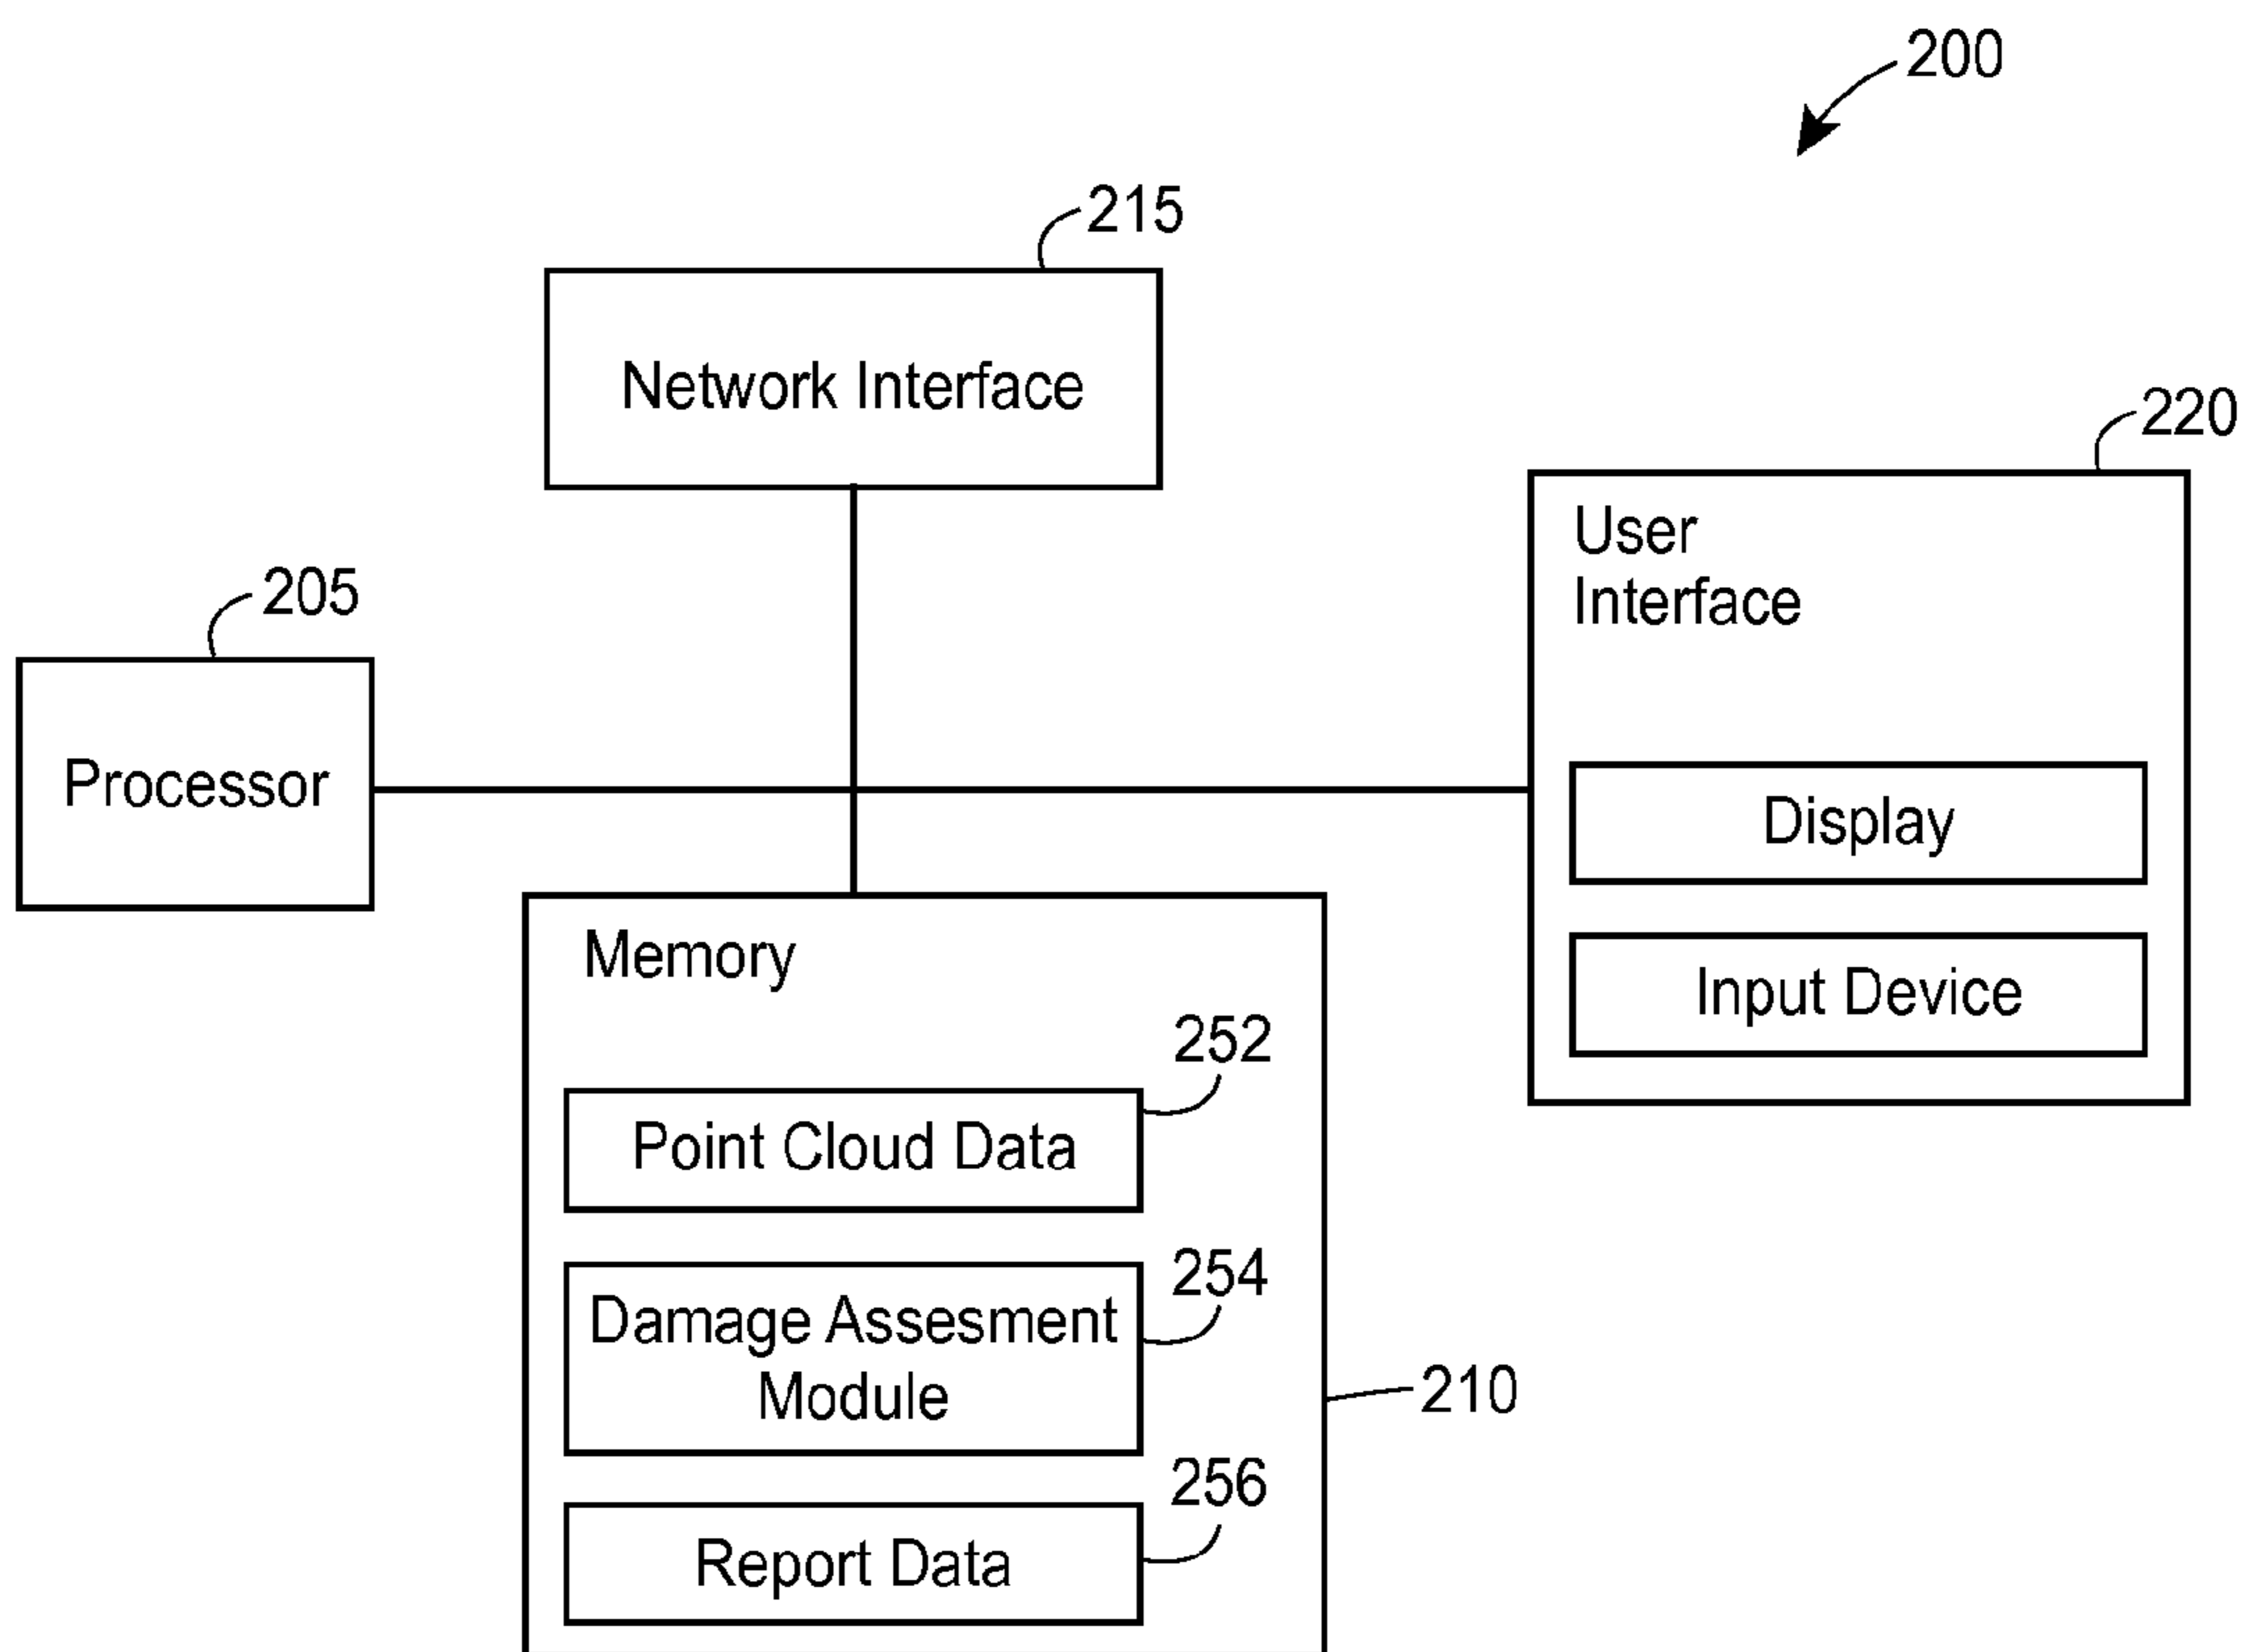 200
215
Network Interface
220
User
Interface
205
Processor
Display
Input Device
Memory
252
Point Cloud Data
254
Damage Assesment
Module
210
256
Report Data